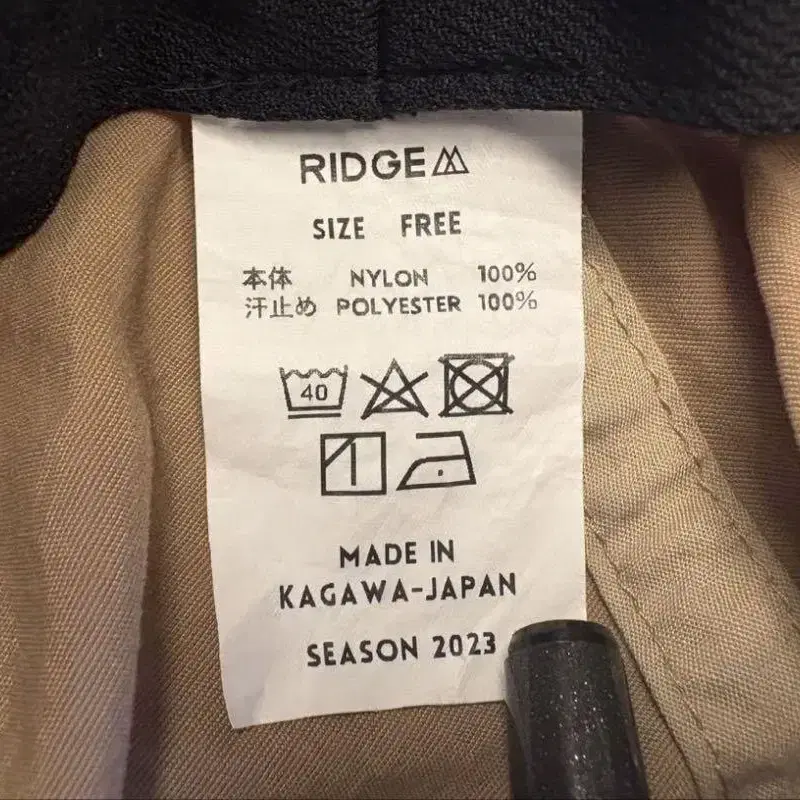 RIDGE
SIZE FREE
本体 NYLON 100%
汗止め POLYESTER 100%
40
MADE IN
KAGAWA-JAPAN
SEASON 2023